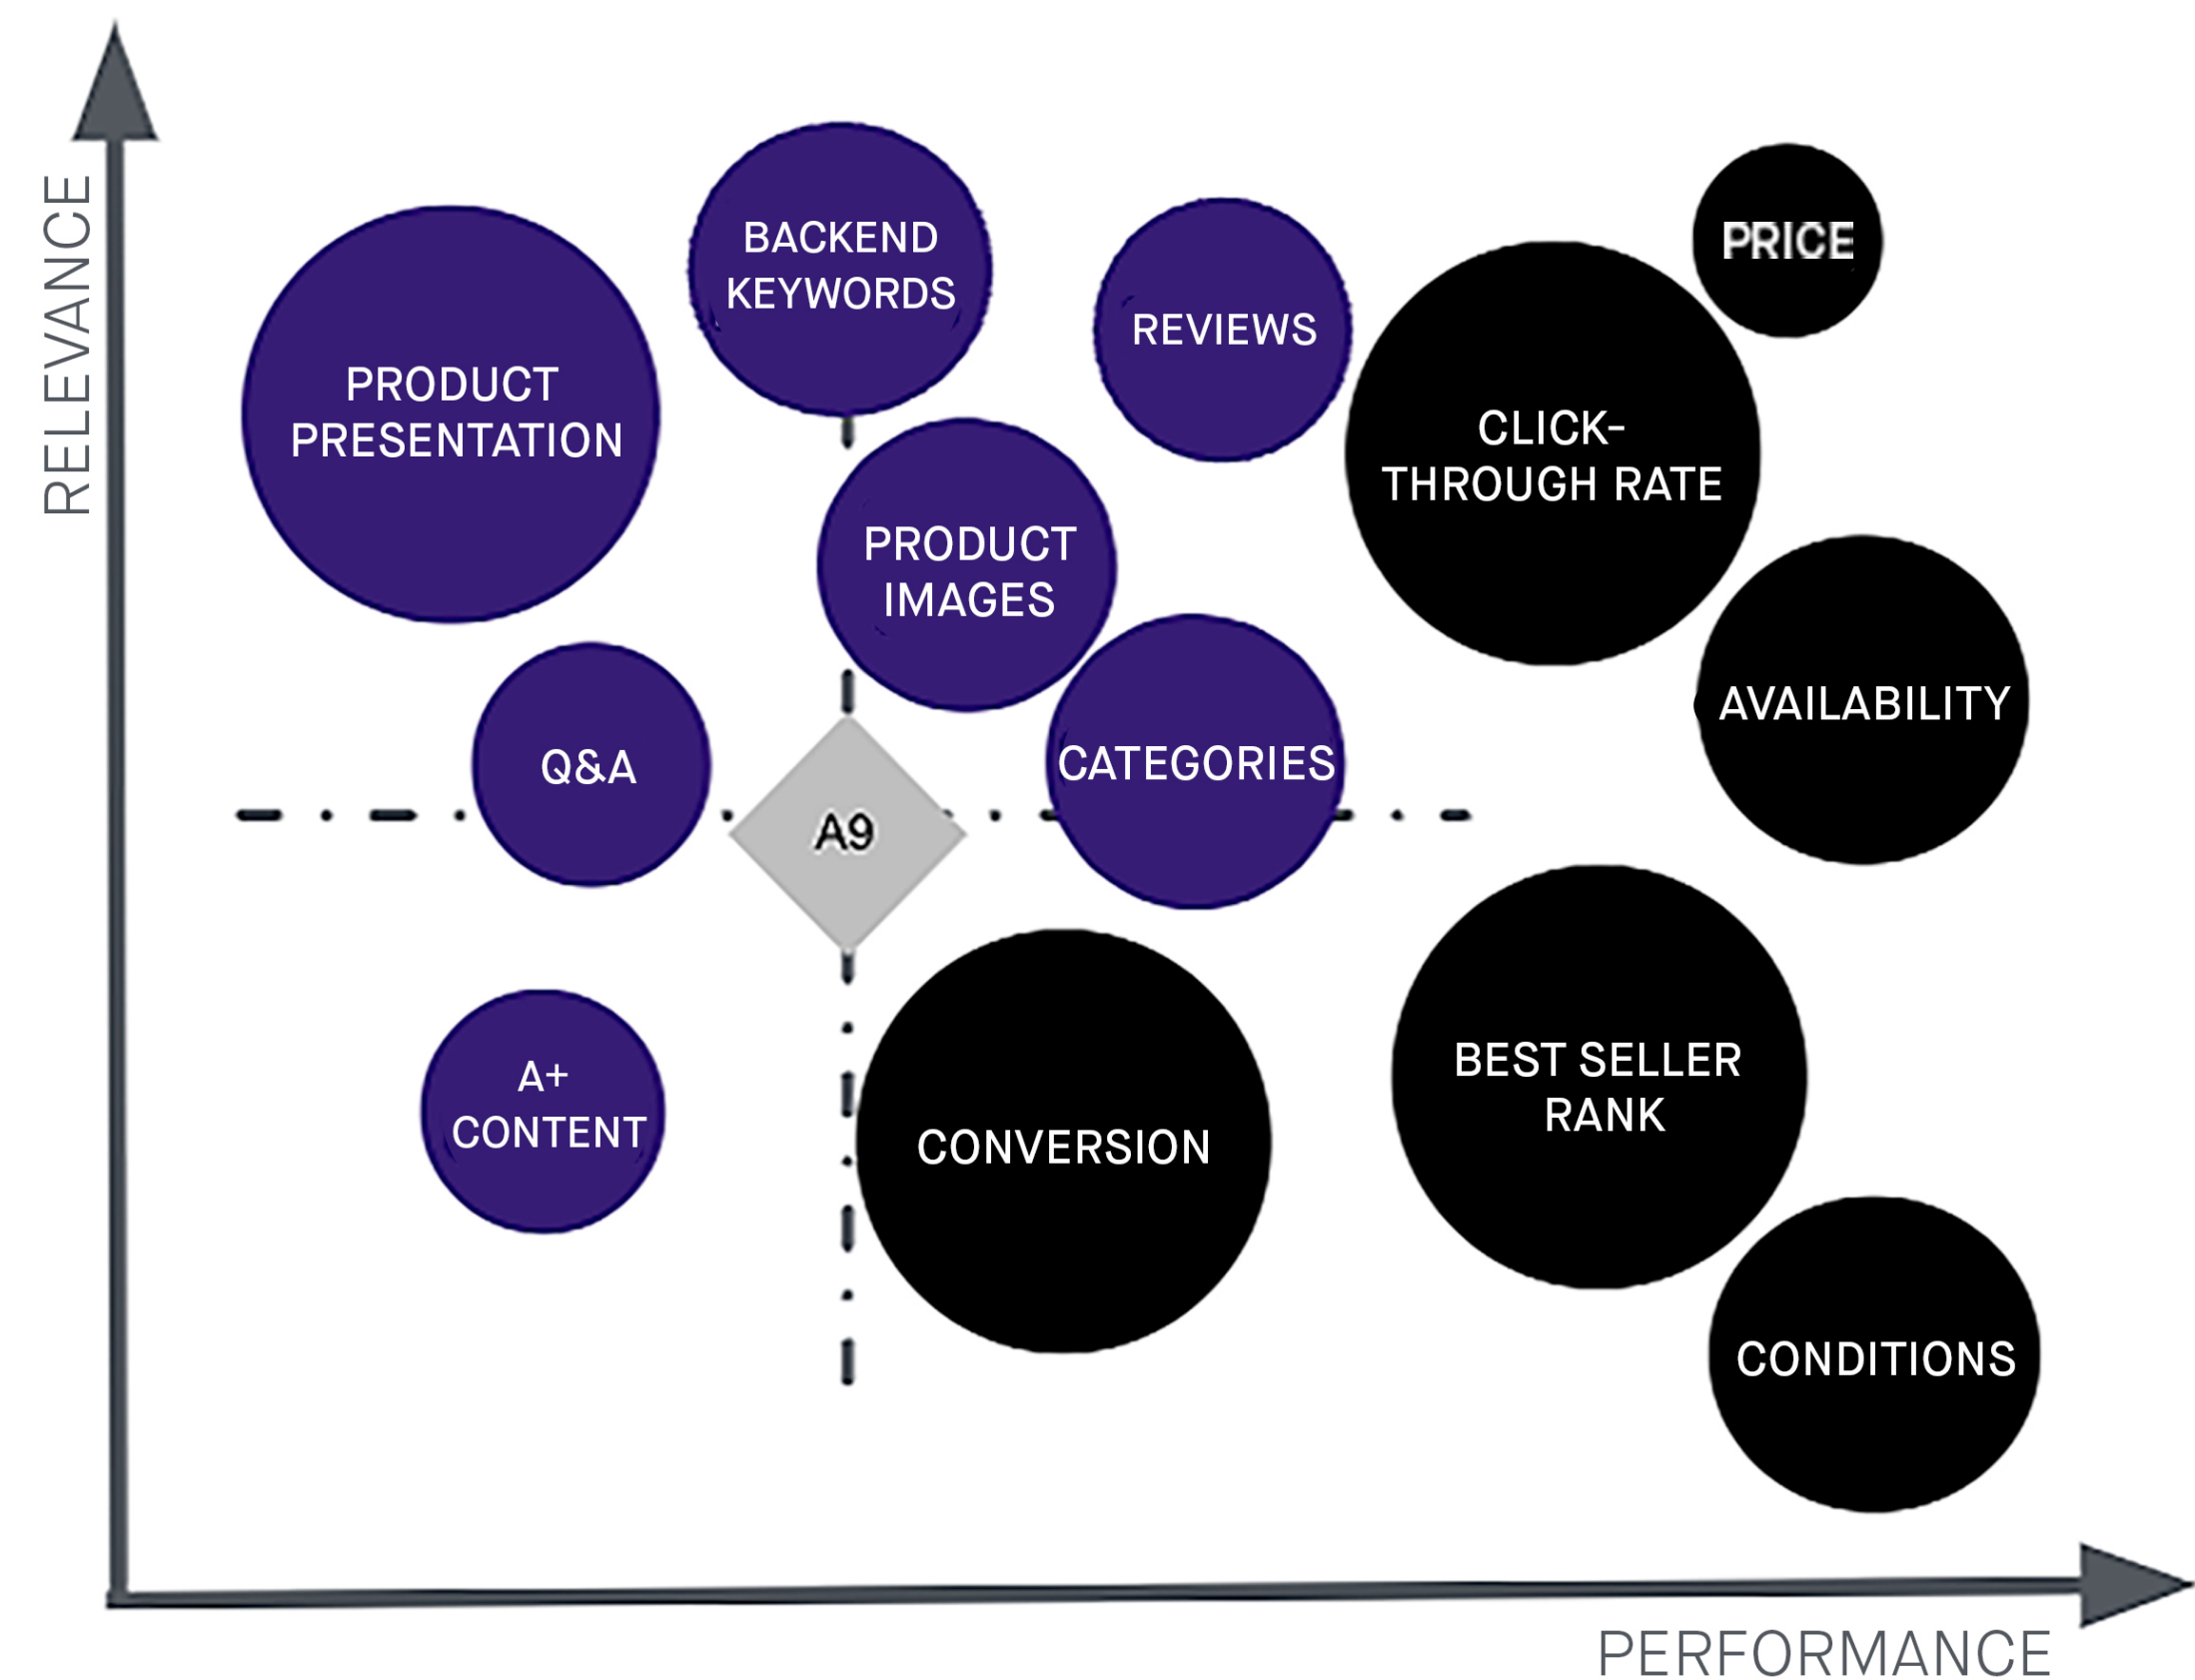 RELEVANCE
BACKEND
KEYWORDS
PRICE
REVIEWS
PRODUCT
PRESENTATION
CLICK-
THROUGH RATE
PRODUCT
IMAGES
AVAILABILITY
Q&A
CATEGORIES
A9
A+
CONTENT
CONVERSION
BEST SELLER
RANK
CONDITIONS
PERFORMANCE